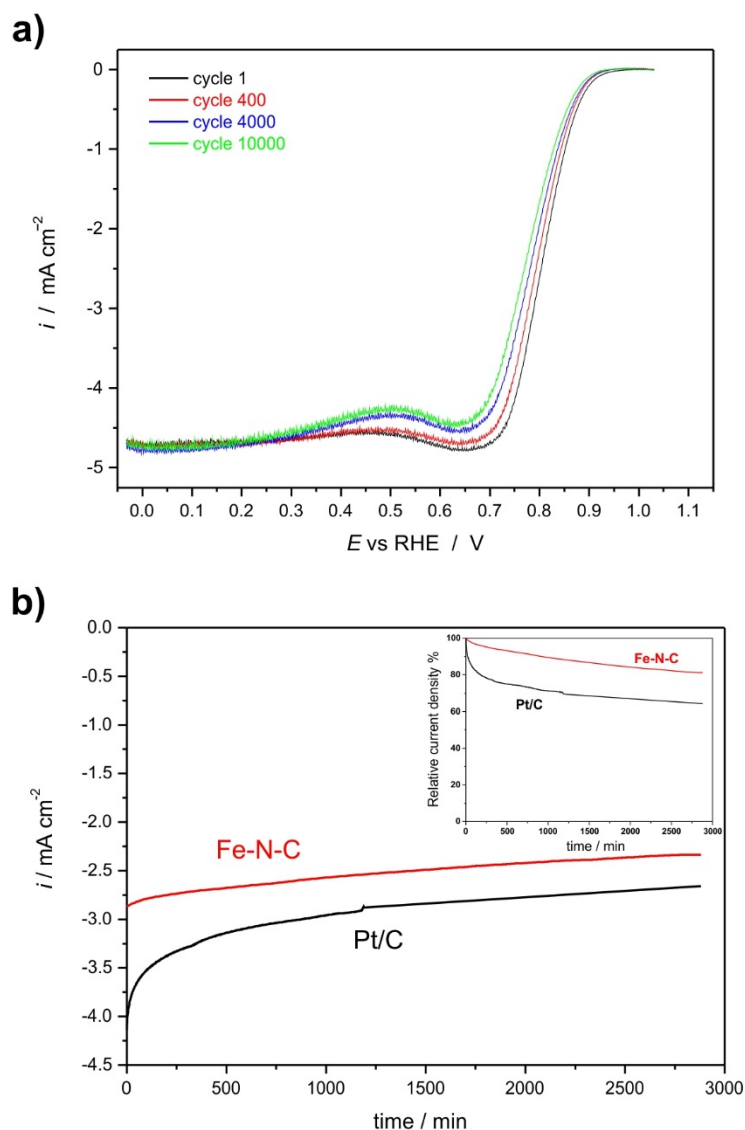 a)
cycle 1
cycle 400
cycle 4000
cycle 10000
0
-1
-2
-3
-4
-5
i / mA cm⁻²
0.0 0.1 0.2 0.3 0.4 0.5 0.6 0.7 0.8 0.9 1.0 1.1
E vs RHE / V
b)
0.0
-0.5
-1.0
-1.5
-2.0
-2.5
-3.0
-3.5
-4.0
-4.5
i / mA cm⁻²
Fe-N-C
Pt/C
0 500 1000 1500 2000 2500 3000
time / min
100
80
60
40
20
0
Relative current density %
Fe-N-C
Pt/C
0 500 1000 1500 2000 2500 3000
time / min